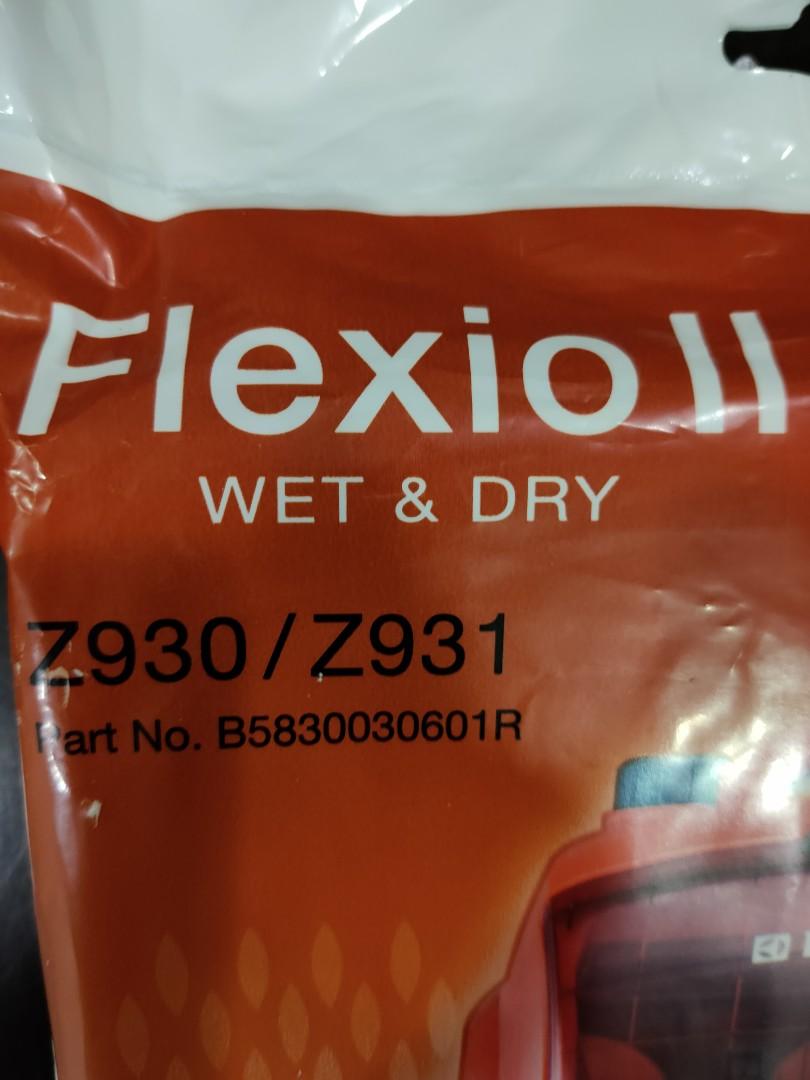 Flexio II
WET & DRY
Z930/Z931
Part No. B5830030601R